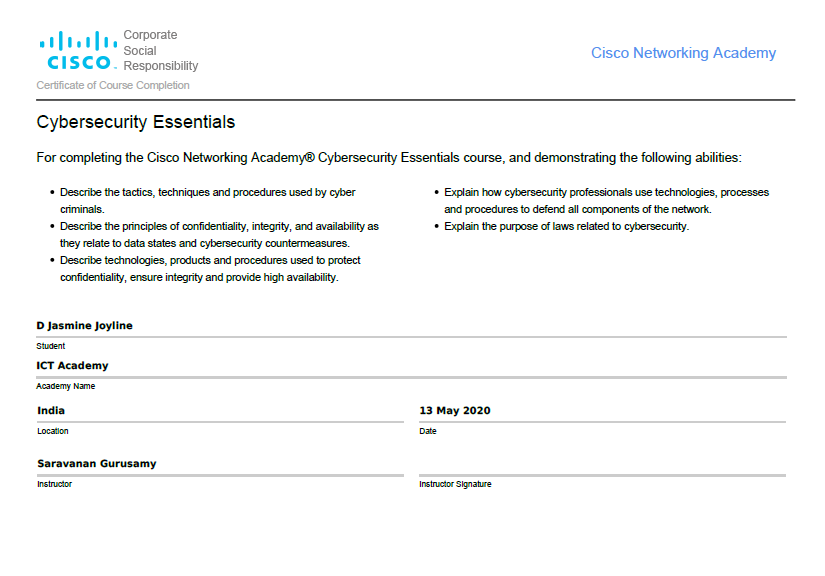 Corporate
Social
CISCO. Responsibility
Cisco Networking Academy
Certificate of Course Completion
Cybersecurity Essentials
For completing the Cisco Networking Academy® Cybersecurity Essentials course, and demonstrating the following abilities:
• Describe the tactics, techniques and procedures used by cyber
criminals.
• Describe the principles of confidentiality, integrity, and availability as
they relate to data states and cybersecurity countermeasures.
• Describe technologies, products and procedures used to protect
confidentiality, ensure integrity and provide high availability.
• Explain how cybersecurity professionals use technologies, processes
and procedures to defend all components of the network.
• Explain the purpose of laws related to cybersecurity.
D Jasmine Joyline
Student
ICT Academy
Academy Name
India
Location
13 May 2020
Date
Saravanan Gurusamy
Instructor
Instructor Signature